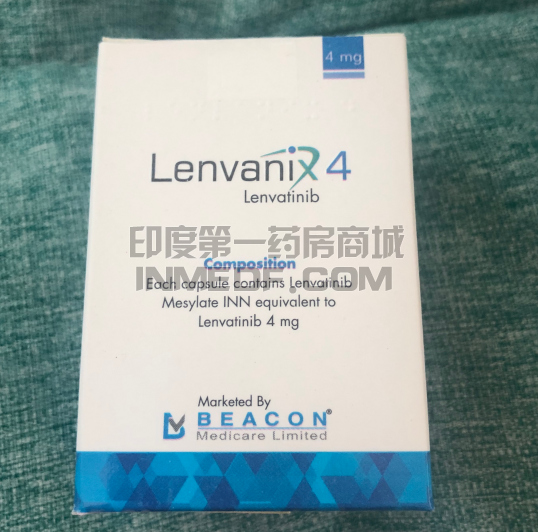 4 mg
Lenvanix 4
Lenvatinib
印度第一药房商城
Composition
INMEDF.COM
Each capsule contains Lenvatinib
Mesylate INN equivalent to
Lenvatinib 4 mg
Marketed By
BEACON®
Medicare Limited